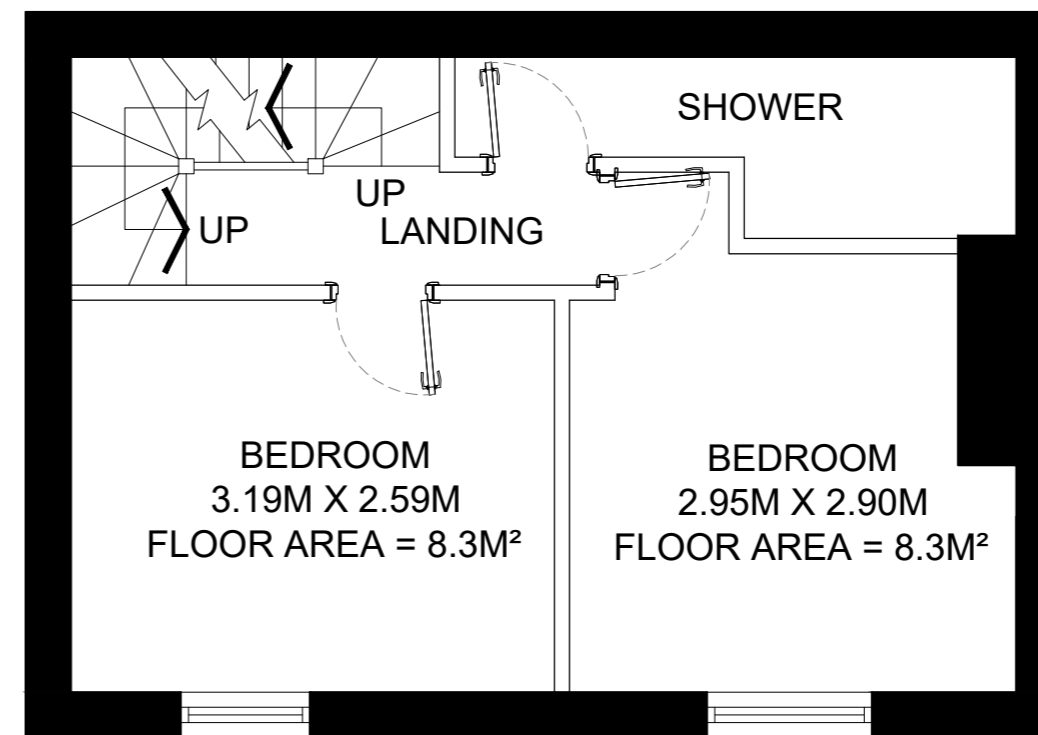 SHOWER
UP
UP
LANDING
BEDROOM
3.19M X 2.59M
FLOOR AREA = 8.3M²
BEDROOM
2.95M X 2.90M
FLOOR AREA = 8.3M²